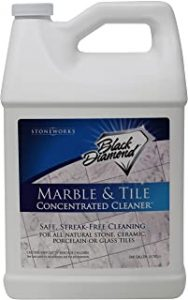 STONEWORKS
Black
Diamond
MARBLE & TILE
CONCENTRATED CLEANER
SAFE, STREAK-FREE CLEANING
FOR ALL NATURAL STONE, CERAMIC,
PORCELAIN OR GLASS TILES